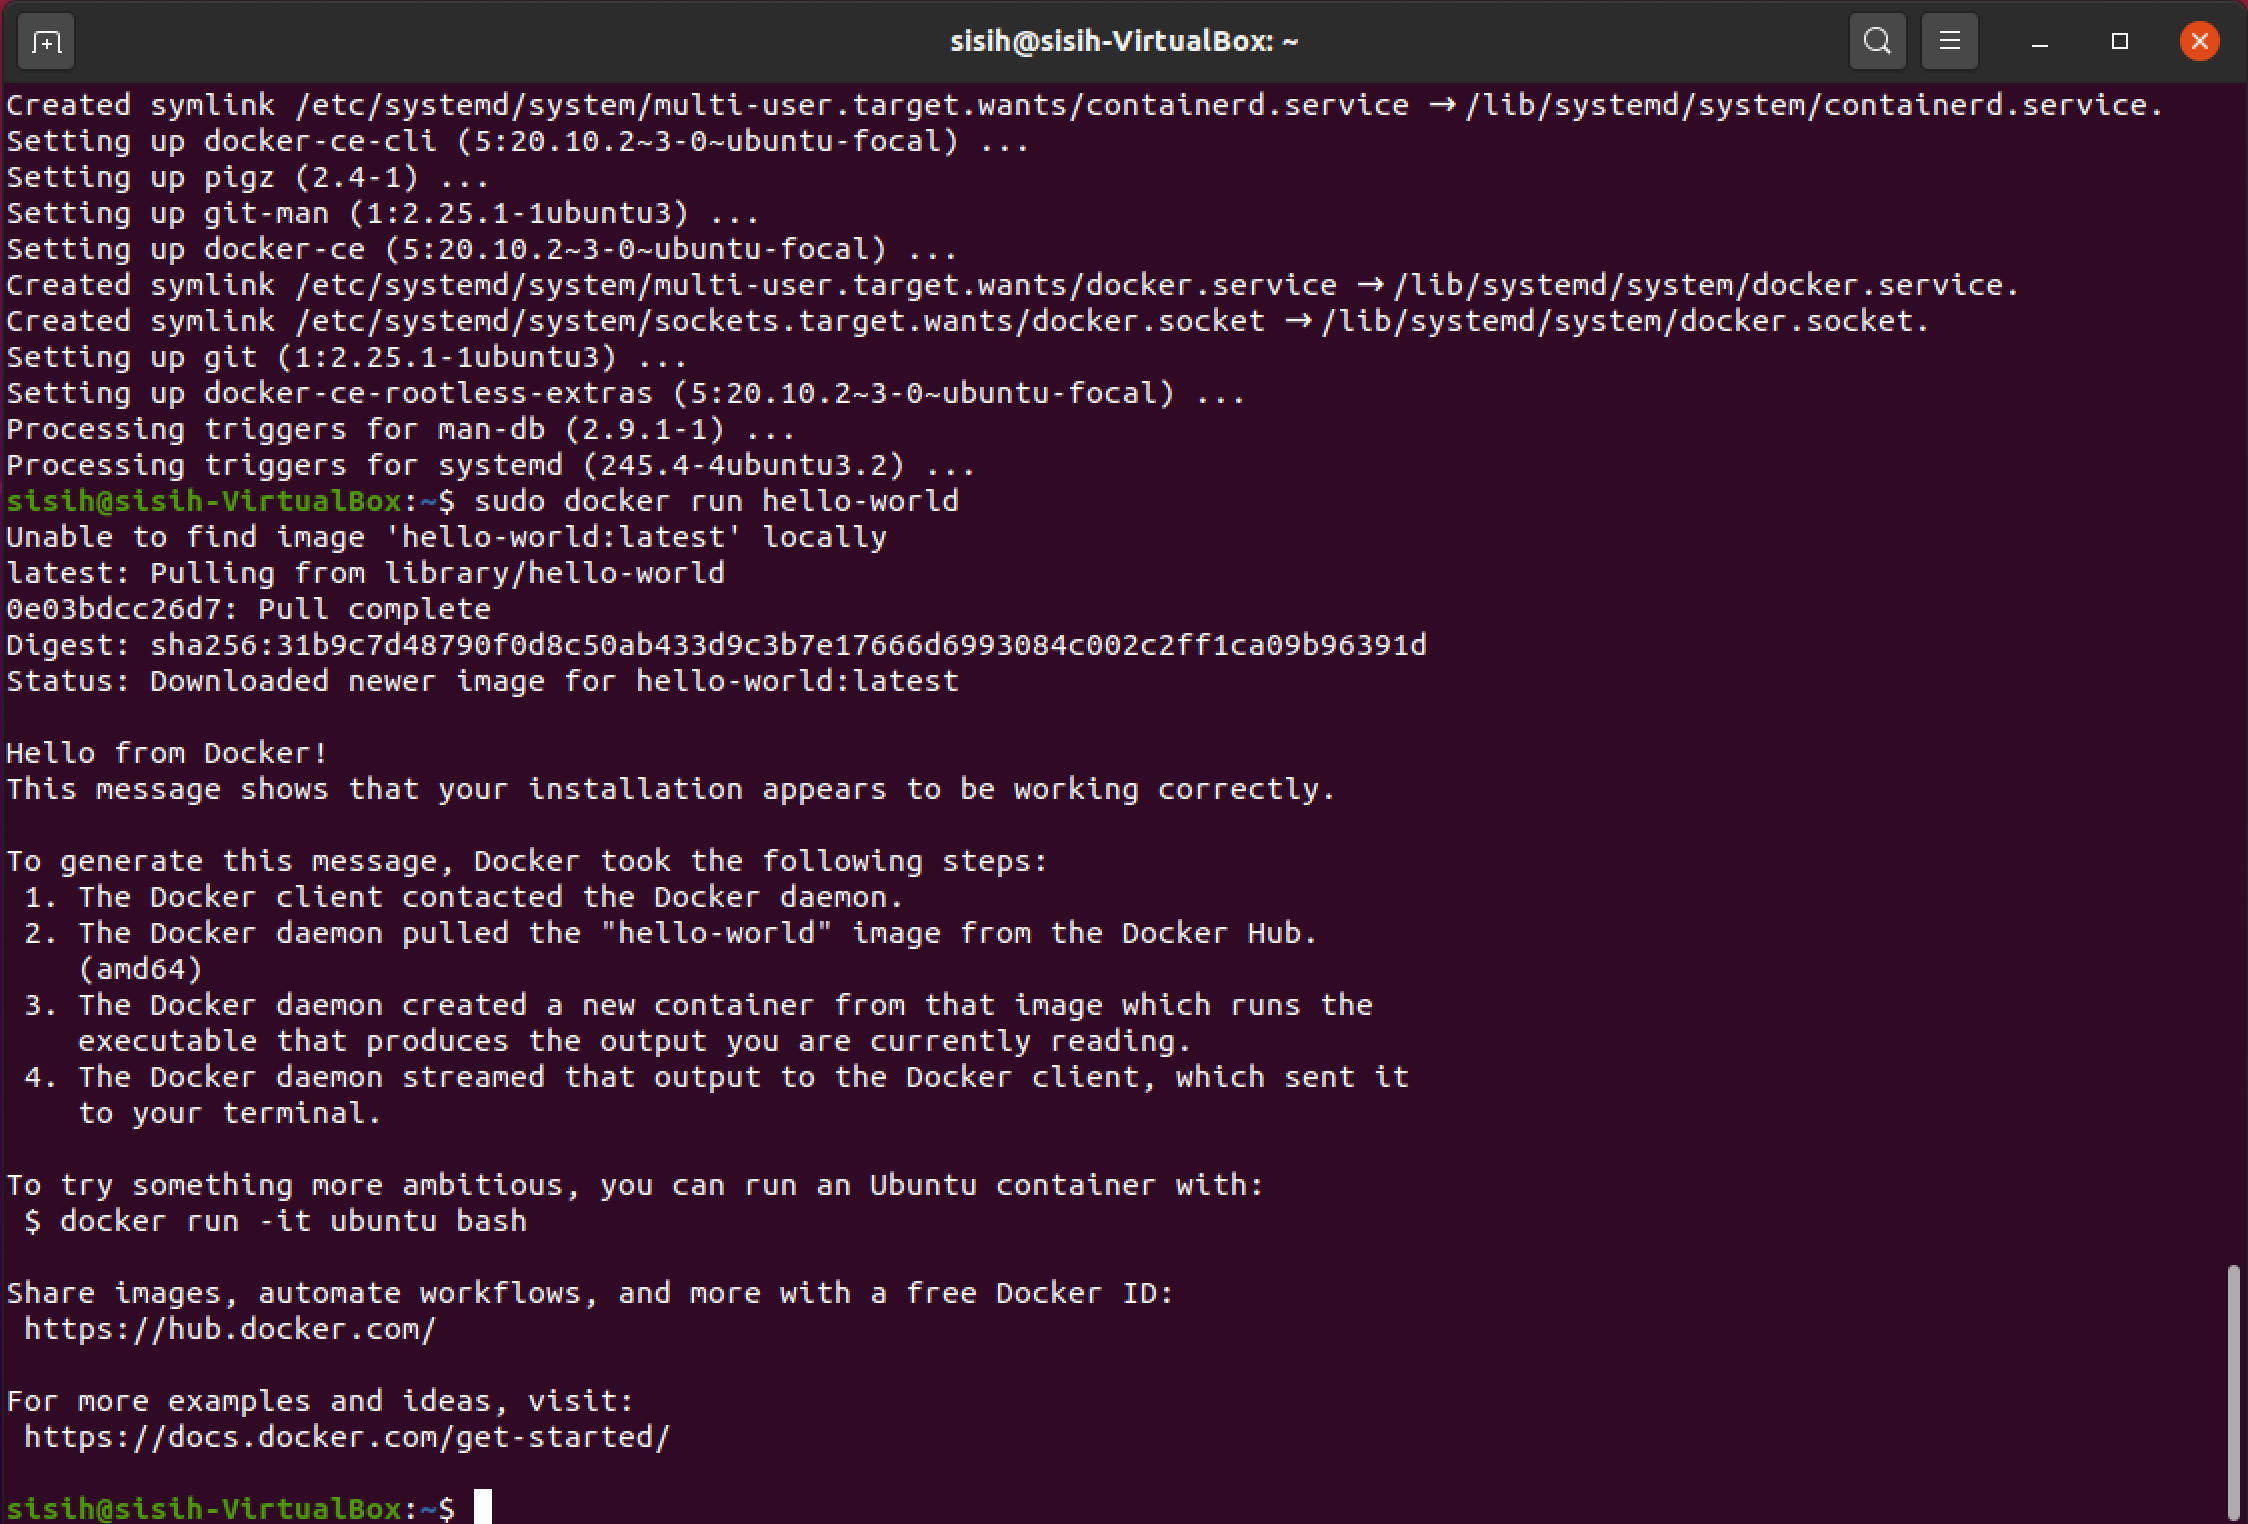 sisih@sisih-VirtualBox: ~
Created symlink /etc/systemd/system/multi-user.target.wants/containerd.service → /lib/systemd/system/containerd.service.
Setting up docker-ce-cli (5:20.10.2~3-0~ubuntu-focal) ...
Setting up pigz (2.4-1) ...
Setting up git-man (1:2.25.1-1ubuntu3) ...
Setting up docker-ce (5:20.10.2~3-0~ubuntu-focal) ...
Created symlink /etc/systemd/system/multi-user.target.wants/docker.service → /lib/systemd/system/docker.service.
Created symlink /etc/systemd/system/sockets.target.wants/docker.socket → /lib/systemd/system/docker.socket.
Setting up git (1:2.25.1-1ubuntu3) ...
Setting up docker-ce-rootless-extras (5:20.10.2~3-0~ubuntu-focal) ...
Processing triggers for man-db (2.9.1-1) ...
Processing triggers for systemd (245.4-4ubuntu3.2) ...
sisih@sisih-VirtualBox:~$ sudo docker run hello-world
Unable to find image 'hello-world:latest' locally
latest: Pulling from library/hello-world
0e03bdcc26d7: Pull complete
Digest: sha256:31b9c7d48790f0d8c50ab433d9c3b7e17666d6993084c002c2ff1ca09b96391d
Status: Downloaded newer image for hello-world:latest

Hello from Docker!
This message shows that your installation appears to be working correctly.

To generate this message, Docker took the following steps:
 1. The Docker client contacted the Docker daemon.
 2. The Docker daemon pulled the "hello-world" image from the Docker Hub.
    (amd64)
 3. The Docker daemon created a new container from that image which runs the
    executable that produces the output you are currently reading.
 4. The Docker daemon streamed that output to the Docker client, which sent it
    to your terminal.

To try something more ambitious, you can run an Ubuntu container with:
 $ docker run -it ubuntu bash

Share images, automate workflows, and more with a free Docker ID:
 https://hub.docker.com/

For more examples and ideas, visit:
 https://docs.docker.com/get-started/

sisih@sisih-VirtualBox:~$